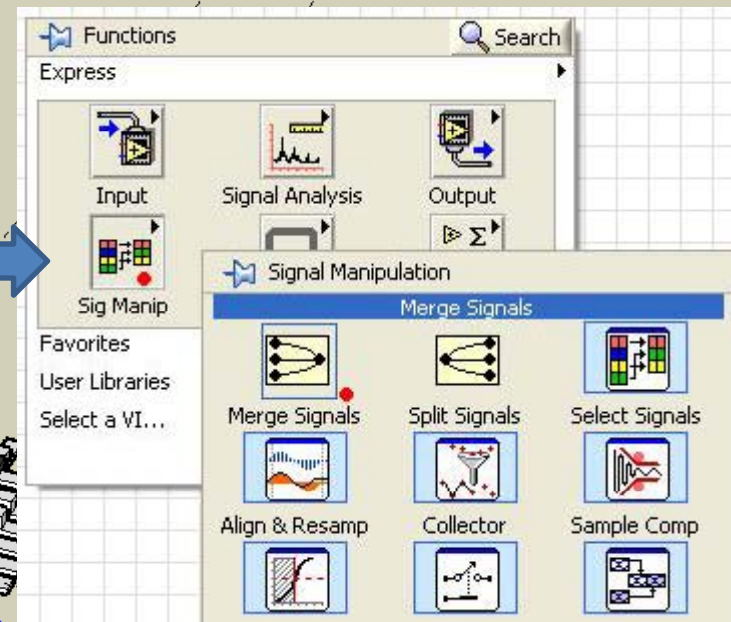 Functions
Search
Express
Input Signal Analysis Output
Sig Manip
Signal Manipulation
Merge Signals
Favorites
User Libraries
Select a VI...
Merge Signals Split Signals Select Signals
Align & Resamp Collector Sample Comp